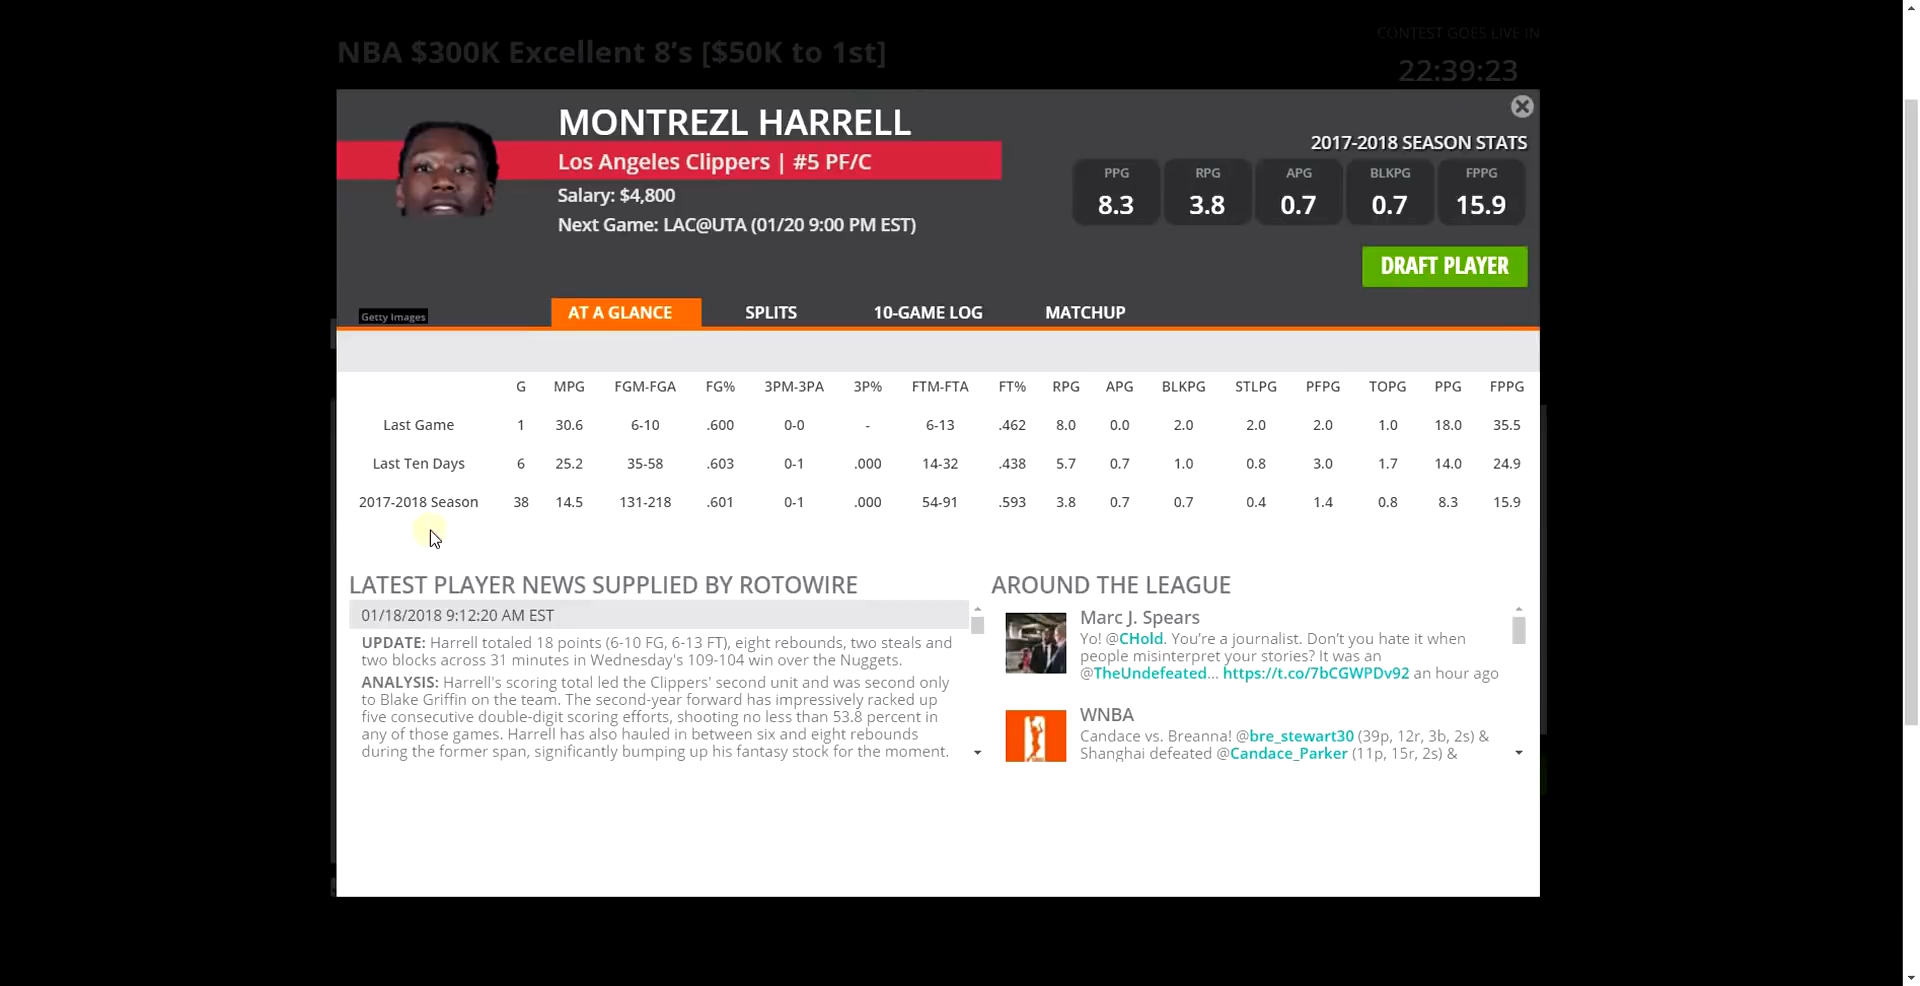 NBA $300K Excellent 8's [$50K to 1st]
CONTEST GOES LIVE IN
22:39:23
MONTREZL HARRELL
Los Angeles Clippers | #5 PF/C
Salary: $4,800
Next Game: LAC@UTA (01/20 9:00 PM EST)
2017-2018 SEASON STATS
PPG RPG APG BLKPG FPPG
8.3 3.8 0.7 0.7 15.9
DRAFT PLAYER
Getty Images
AT A GLANCE SPLITS 10-GAME LOG MATCHUP
G MPG FGM-FGA FG% 3PM-3PA 3P% FTM-FTA FT% RPG APG BLKPG STLPG PFPG TOPG PPG FPPG
Last Game 1 30.6 6-10 .600 0-0 - 6-13 .462 8.0 0.0 2.0 2.0 2.0 1.0 18.0 35.5
Last Ten Days 6 25.2 35-58 .603 0-1 .000 14-32 .438 5.7 0.7 1.0 0.8 3.0 1.7 14.0 24.9
2017-2018 Season 38 14.5 131-218 .601 0-1 .000 54-91 .593 3.8 0.7 0.7 0.4 1.4 0.8 8.3 15.9
LATEST PLAYER NEWS SUPPLIED BY ROTOWIRE
01/18/2018 9:12:20 AM EST
UPDATE: Harrell totaled 18 points (6-10 FG, 6-13 FT), eight rebounds, two steals and
two blocks across 31 minutes in Wednesday's 109-104 win over the Nuggets.
ANALYSIS: Harrell's scoring total led the Clippers' second unit and was second only
to Blake Griffin on the team. The second-year forward has impressively racked up
five consecutive double-digit scoring efforts, shooting no less than 53.8 percent in
any of those games. Harrell has also hauled in between six and eight rebounds
during the former span, significantly bumping up his fantasy stock for the moment.
AROUND THE LEAGUE
Marc J. Spears
Yo! @CHold. You're a journalist. Don't you hate it when
people misinterpret your stories? It was an
@TheUndefeated... https://t.co/7bCGWPDv92 an hour ago
WNBA
Candace vs. Breanna! @bre_stewart30 (39p, 12r, 3b, 2s) &
Shanghai defeated @Candace_Parker (11p, 15r, 2s) &